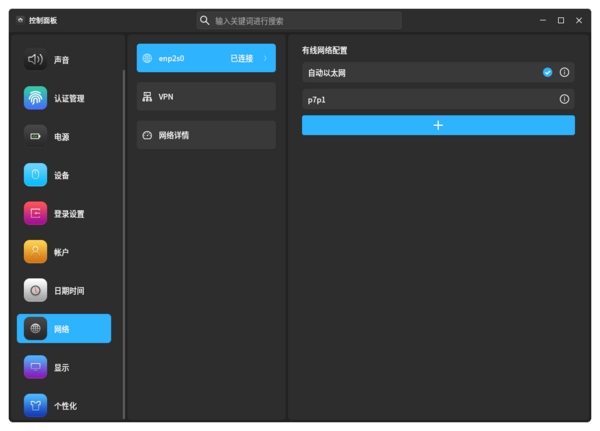 控制面板
输入关键词进行搜索
声音
认证管理
电源
设备
登录设置
帐户
日期时间
网络
显示
个性化
enp2s0 已连接
VPN
网络详情
有线网络配置
自动以太网
p7p1